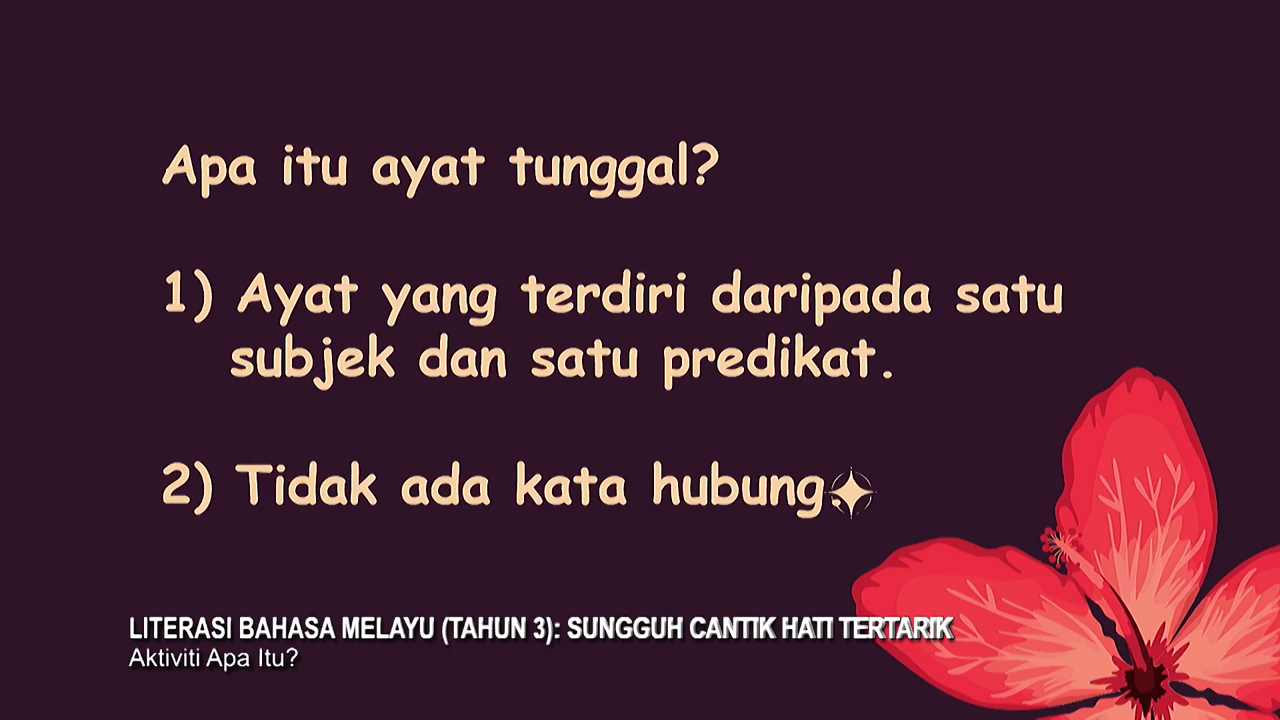 Apa itu ayat tunggal?
1) Ayat yang terdiri daripada satu
subjek dan satu predikat.
2) Tidak ada kata hubung
LITERASI BAHASA MELAYU (TAHUN 3): SUNGGUH CANTIK HATI TERTARIK
Aktiviti Apa Itu?